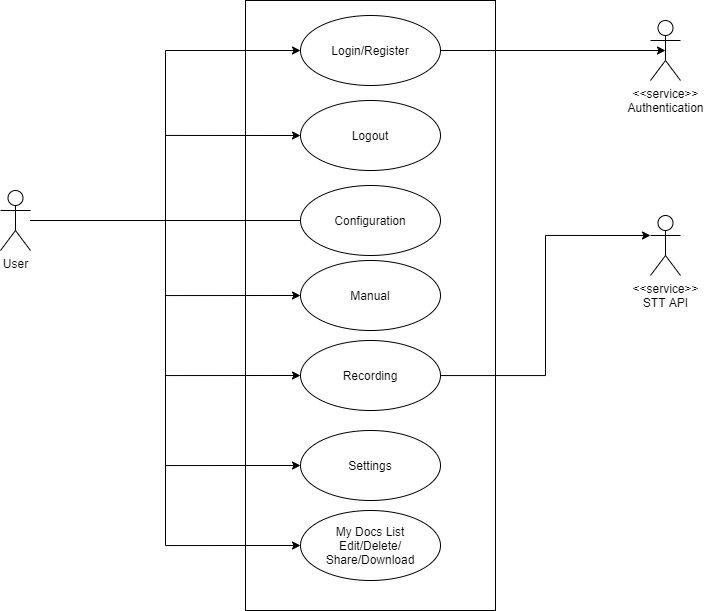 Login/Register
<<service>>
Authentication
Logout
User
Configuration
<<service>>
STT API
Manual
Recording
Settings
My Docs List
Edit/Delete/
Share/Download